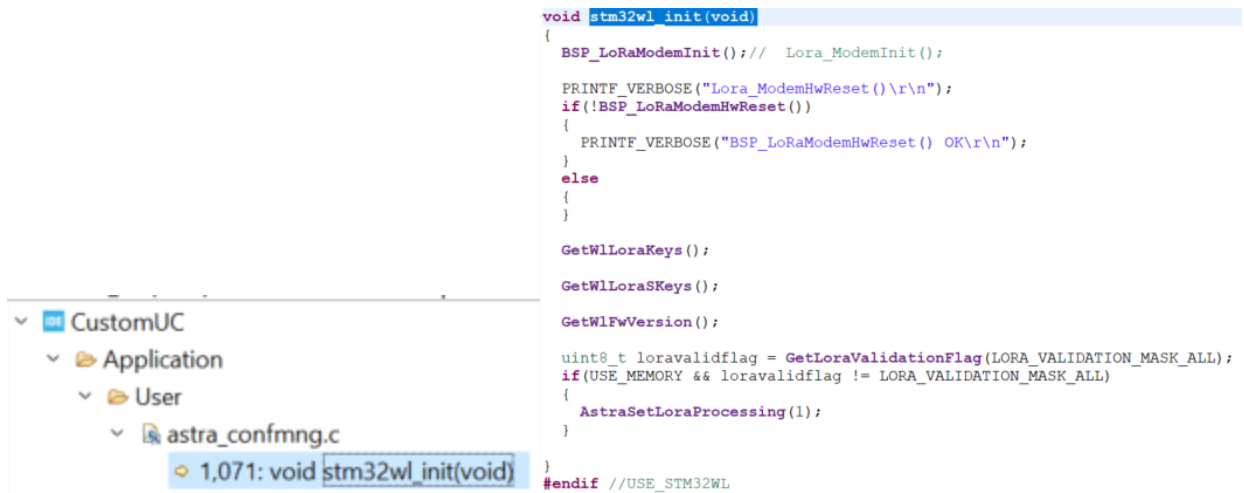 void stm32wl_init(void)
{
BSP_LoRaModemInit();//  Lora_ModemInit();
PRINTF_VERBOSE("Lora_ModemHwReset()\r\n");
if(!BSP_LoRaModemHwReset())
{
PRINTF_VERBOSE("BSP_LoRaModemHwReset() OK\r\n");
}
else
{
}
GetWlLoraKeys();
GetWlLoraSKeys();
GetWlFwVersion();
uint8_t loravalidflag = GetLoraValidationFlag(LORA_VALIDATION_MASK_ALL);
if(USE_MEMORY && loravalidflag != LORA_VALIDATION_MASK_ALL)
{
AstraSetLoraProcessing(1);
}
}
#endif //USE_STM32WL
IDE CustomUC
Application
User
astra_confmng.c
1,071: void stm32wl_init(void)